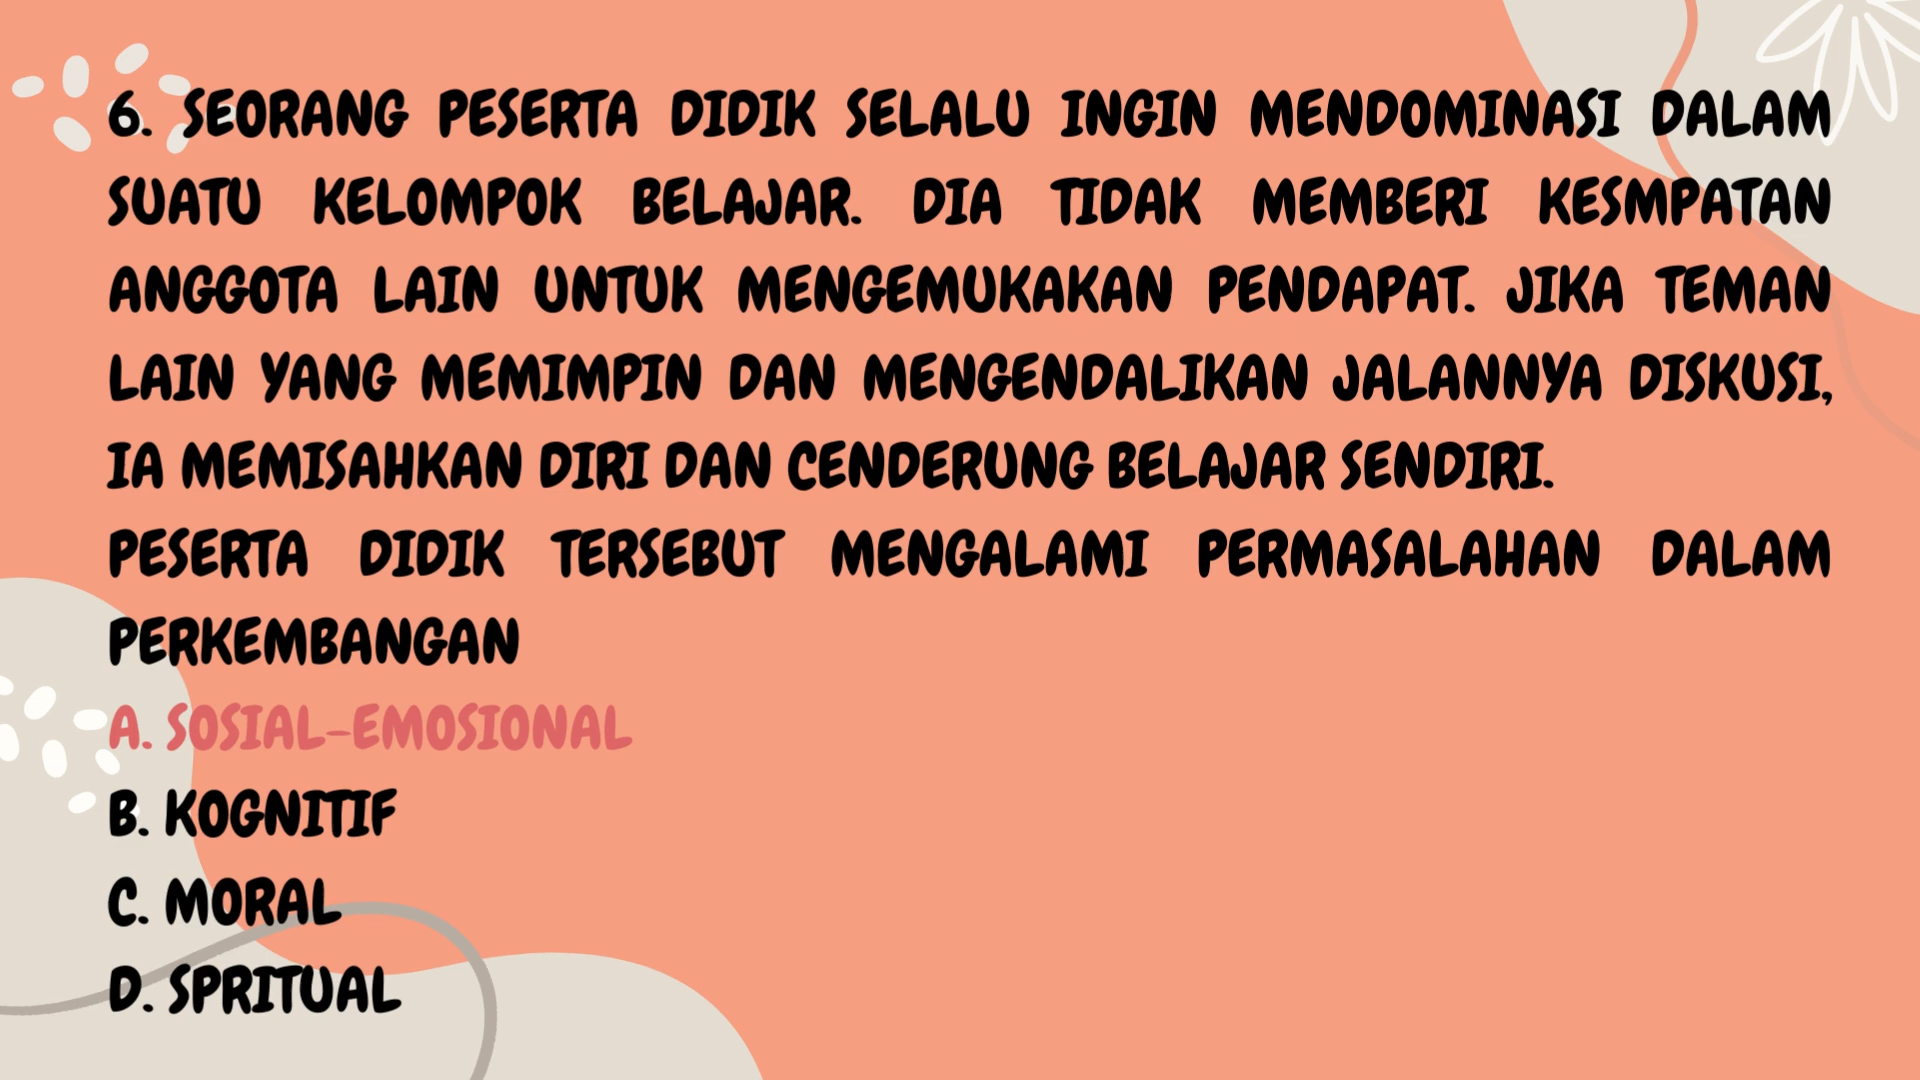 6. SEORANG PESERTA DIDIK SELALU INGIN MENDOMINASI DALAM
SUATU KELOMPOK BELAJAR. DIA TIDAK MEMBERI KESMPATAN
ANGGOTA LAIN UNTUK MENGEMUKAKAN PENDAPAT. JIKA TEMAN
LAIN YANG MEMIMPIN DAN MENGENDALIKAN JALANNYA DISKUSI,
IA MEMISAHKAN DIRI DAN CENDERUNG BELAJAR SENDIRI.
PESERTA DIDIK TERSEBUT MENGALAMI PERMASALAHAN DALAM
PERKEMBANGAN
A. SOSIAL-EMOSIONAL
B. KOGNITIF
C. MORAL
D. SPRITUAL